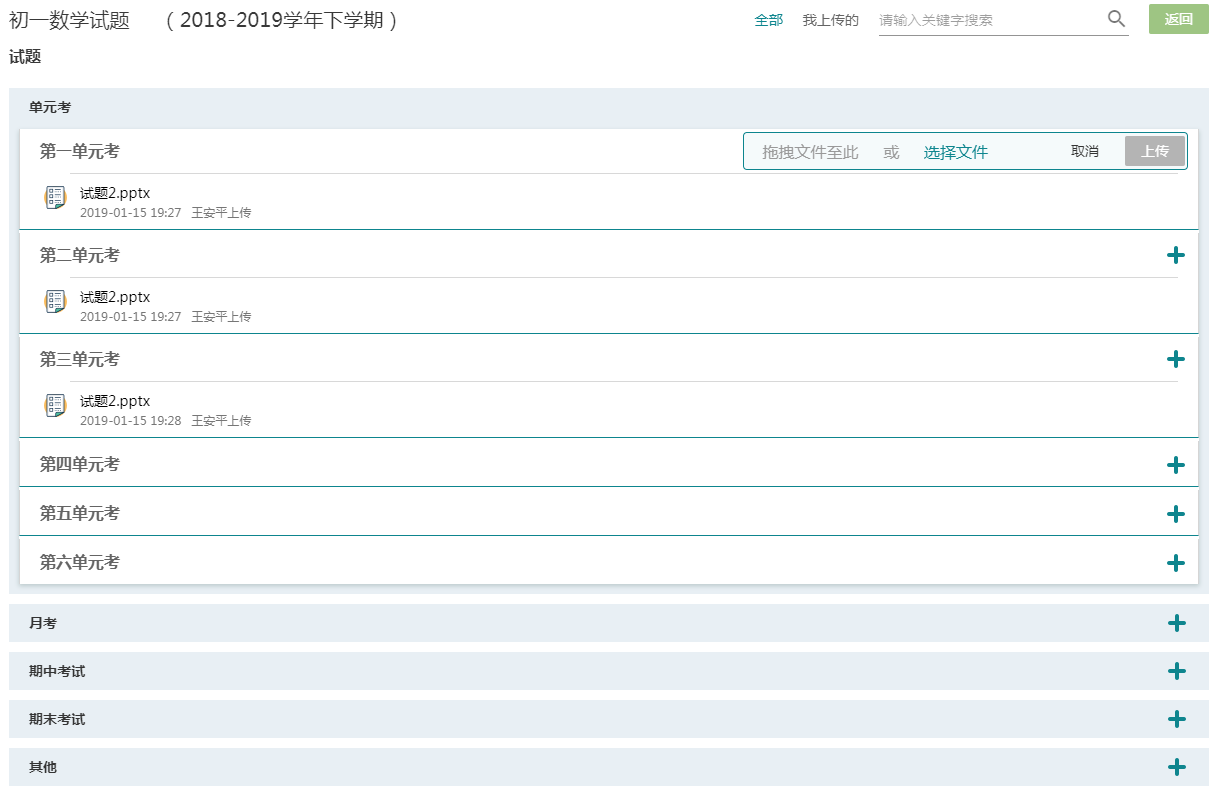 初一数学试题 （2018-2019学年下学期） 全部 我上传的 请输入关键字搜索 返回
试题
单元考
第一单元考 拖拽文件至此 或 选择文件 取消 上传
试题2.pptx
2019-01-15 19:27 王安平上传
第二单元考
试题2.pptx
2019-01-15 19:27 王安平上传
第三单元考
试题2.pptx
2019-01-15 19:28 王安平上传
第四单元考
第五单元考
第六单元考
月考
期中考试
期末考试
其他